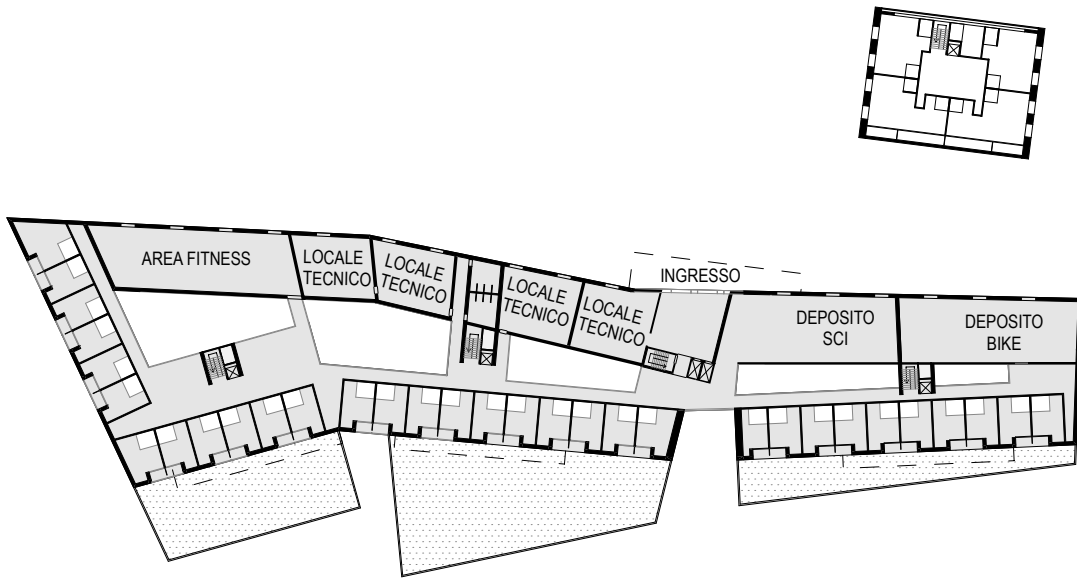 AREA FITNESS
LOCALE
TECNICO
LOCALE
TECNICO
LOCALE
TECNICO
LOCALE
TECNICO
INGRESSO
DEPOSITO
SCI
DEPOSITO
BIKE